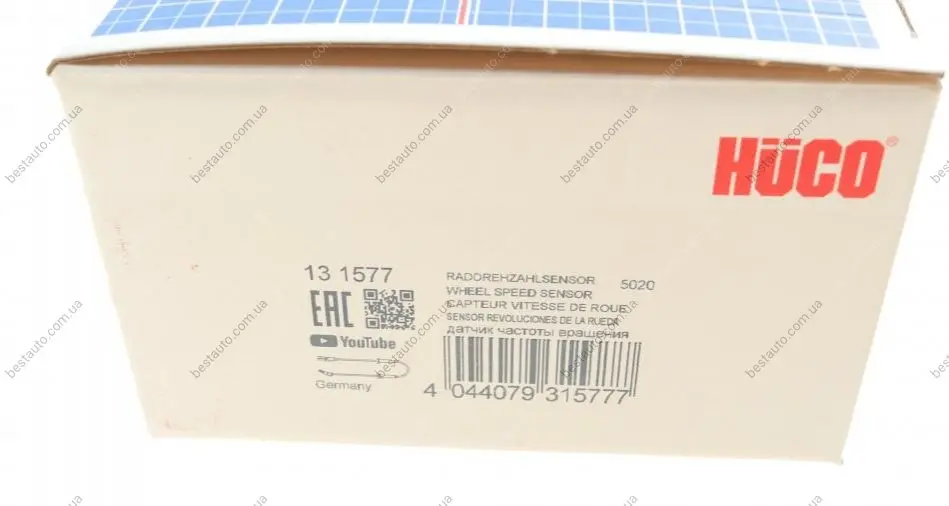 HÜCO®
13 1577
EAC
YouTube
Germany
RADDREHZAHLSENSOR 5020
WHEEL SPEED SENSOR
CAPTEUR VITESSE DE ROUE
SENSOR REVOLUCIONES DE LA RUEDA
датчик частоты вращения
4 044079 315777
bestauto.com.ua